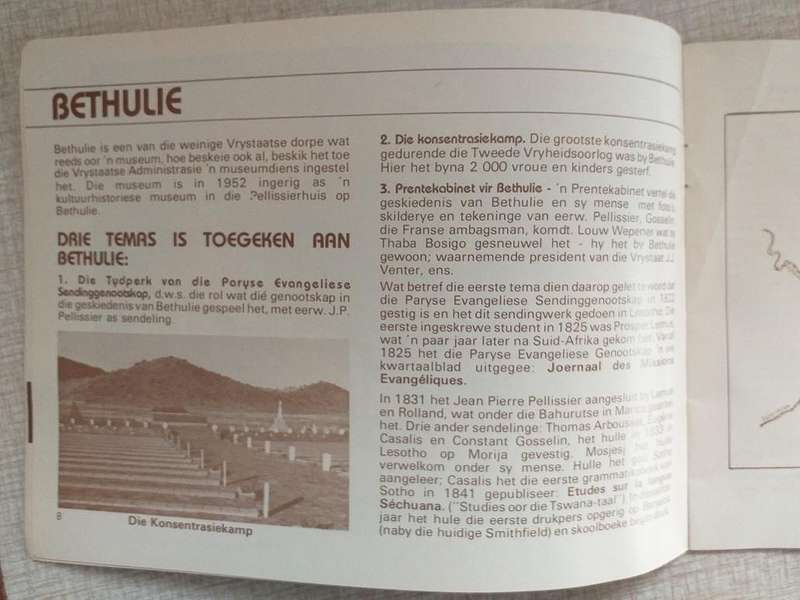 BETHULIE
Bethulie is een van die weinige Vrystaatse dorpe wat
reeds oor 'n museum, hoe beskeie ook al, beskik het toe
die Vrystaatse Administrasie 'n museumdiens ingestel
het. Die museum is in 1952 ingerig as 'n
kultuurhistoriese museum in die Pellissierhuis op
Bethulie.
DRIE TEMAS IS TOEGEKEN AAN
BETHULIE:
1. Die Tydperk van die Paryse Evangeliese
Sendinggenootskap, d.w.s. die rol wat dié genootskap in
die geskiedenis van Bethulie gespeel het, met eerw. J.P.
Pellissier as sendeling.
8
Die Konsentrasiekamp
2. Die konsentrasiekamp. Die grootste konsentrasiekamp
gedurende die Tweede Vryheidsoorlog was by Bethulie
Hier het byna 2 000 vroue en kinders gesterf.
3. Prentekabinet vir Bethulie - 'n Prentekabinet vertel die
geskiedenis van Bethulie en sy mense met foto's,
skilderye en tekeninge van eerw. Pellissier, Gosselin,
die Franse ambagsman, komdt. Louw Wepener wat by
Thaba Bosigo gesneuwel het - hy het by Bethulie
gewoon; waarnemende president van die Vrystaat J.J.
Venter, ens.
Wat betref die eerste tema dien daarop gelet te word dat
die Paryse Evangeliese Sendinggenootskap in 1822
gestig is en het dit sendingwerk gedoen in Lesotho. Die
eerste ingeskrewe student in 1825 was Prosper Lemue,
wat 'n paar jaar later na Suid-Afrika gekom het. Vanaf
1825 het die Paryse Evangeliese Genootskap 'n
kwartaalblad uitgegee: Joernaal des Missions
Evangéliques.
In 1831 het Jean Pierre Pellissier aangesluit by Lemue
en Rolland, wat onder die Bahurutse in
het. Drie ander sendelinge: Thomas Arbousset, Eugène
Casalis en Constant Gosselin, het hulle in 1833 in
Lesotho op Morija gevestig. Mosjesj het hulle
verwelkom onder sy mense. Hulle het gou Sotho
aangeleer; Casalis het die eerste grammatikaboek van
Sotho in 1841 gepubliseer: Etudes sur la langue
Séchuana. ("Studies oor die Tswana-taal")
jaar het hule die eerste drukpers opgerig op Beerseba
(naby die huidige Smithfield) en skoolboeke begin druk